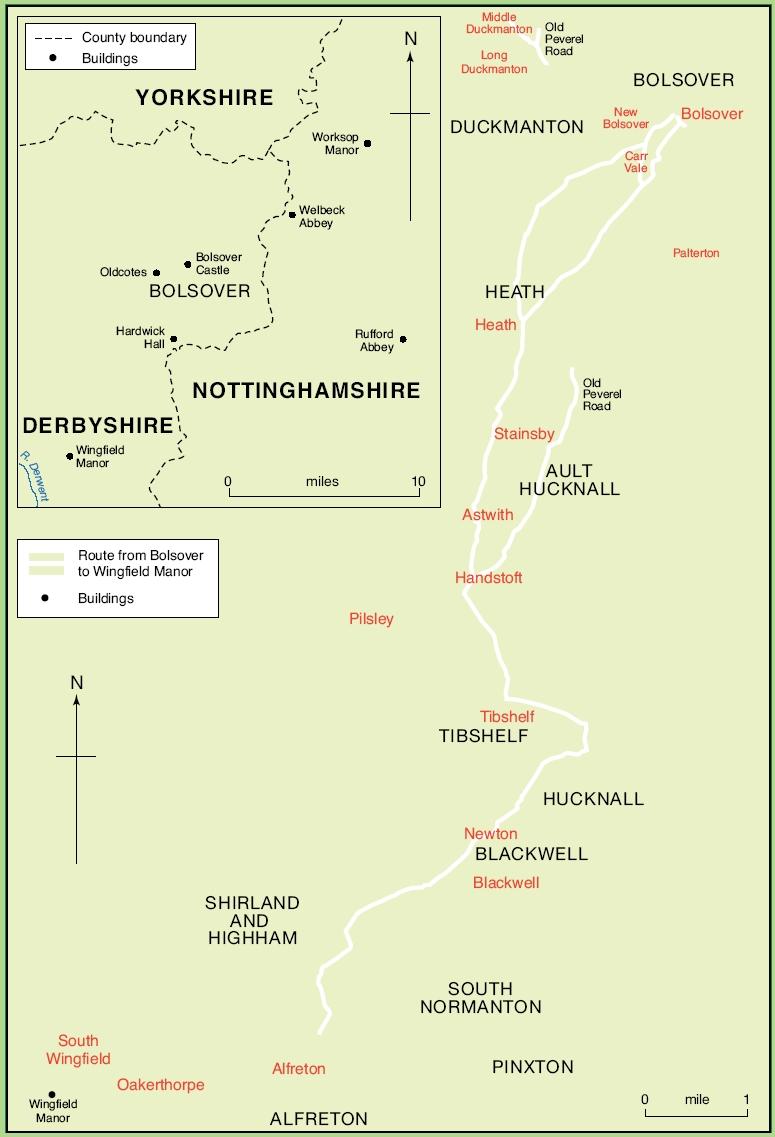 County boundary
Buildings
N
YORKSHIRE
Worksop
Manor
Welbeck
Abbey
Bolsover
Castle
Oldcotes
BOLSOVER
Hardwick
Hall
Rufford
Abbey
NOTTINGHAMSHIRE
DERBYSHIRE
Wingfield
Manor
R. Derwent
0 miles 10
Route from Bolsover
to Wingfield Manor
Buildings
N
Middle
Duckmanton
Old
Peverel
Road
Long
Duckmanton
BOLSOVER
New
Bolsover
Bolsover
DUCKMANTON
Carr
Vale
Palterton
HEATH
Heath
Old
Peverel
Road
Stainsby
AULT
HUCKNALL
Astwith
Handstoft
Pilsley
Tibshelf
TIBSHELF
HUCKNALL
Newton
BLACKWELL
Blackwell
SHIRLAND
AND
HIGHHAM
SOUTH
NORMANTON
South
Wingfield
Alfreton
PINXTON
Oakerthorpe
Wingfield
Manor
ALFRETON
0 mile 1